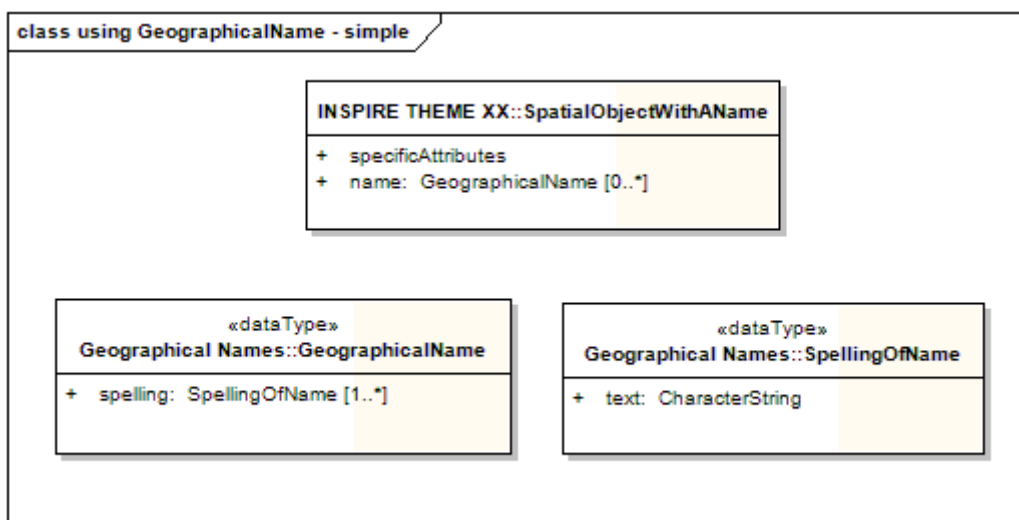 class using GeographicalName - simple
INSPIRE THEME XX::SpatialObjectWithAName
+ specificAttributes
+ name: GeographicalName [0..*]
«dataType»
Geographical Names::GeographicalName
+ spelling: SpellingOfName [1..*]
«dataType»
Geographical Names::SpellingOfName
+ text: CharacterString